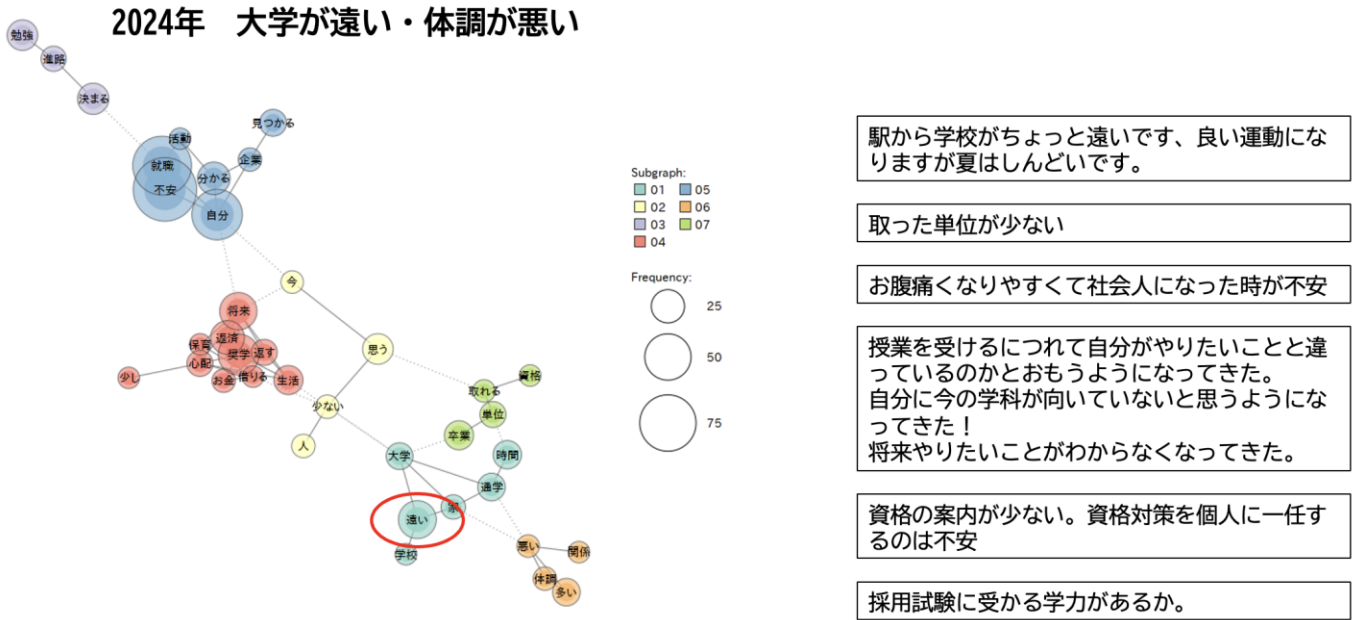 2024年　大学が遠い・体調が悪い
勉強
進路
決まる
見つかる
活動
企業
就職
分かる
不安
自分
今
将来
返済
保育
奨学
返す
思う
心配
少し
お金
借りる
生活
資格
取れる
少ない
単位
人
卒業
大学
時間
通学
家
遠い
学校
悪い
関係
体調
多い
Subgraph:
01
05
02
06
03
07
04
Frequency:
25
50
75
駅から学校がちょっと遠いです、良い運動にな
りますが夏はしんどいです。
取った単位が少ない
お腹痛くなりやすくて社会人になった時が不安
授業を受けるにつれて自分がやりたいことと違
っているのかとおもうようになってきた。
自分に今の学科が向いていないと思うようにな
ってきた！
将来やりたいことがわからなくなってきた。
資格の案内が少ない。資格対策を個人に一任す
るのは不安
採用試験に受かる学力があるか。